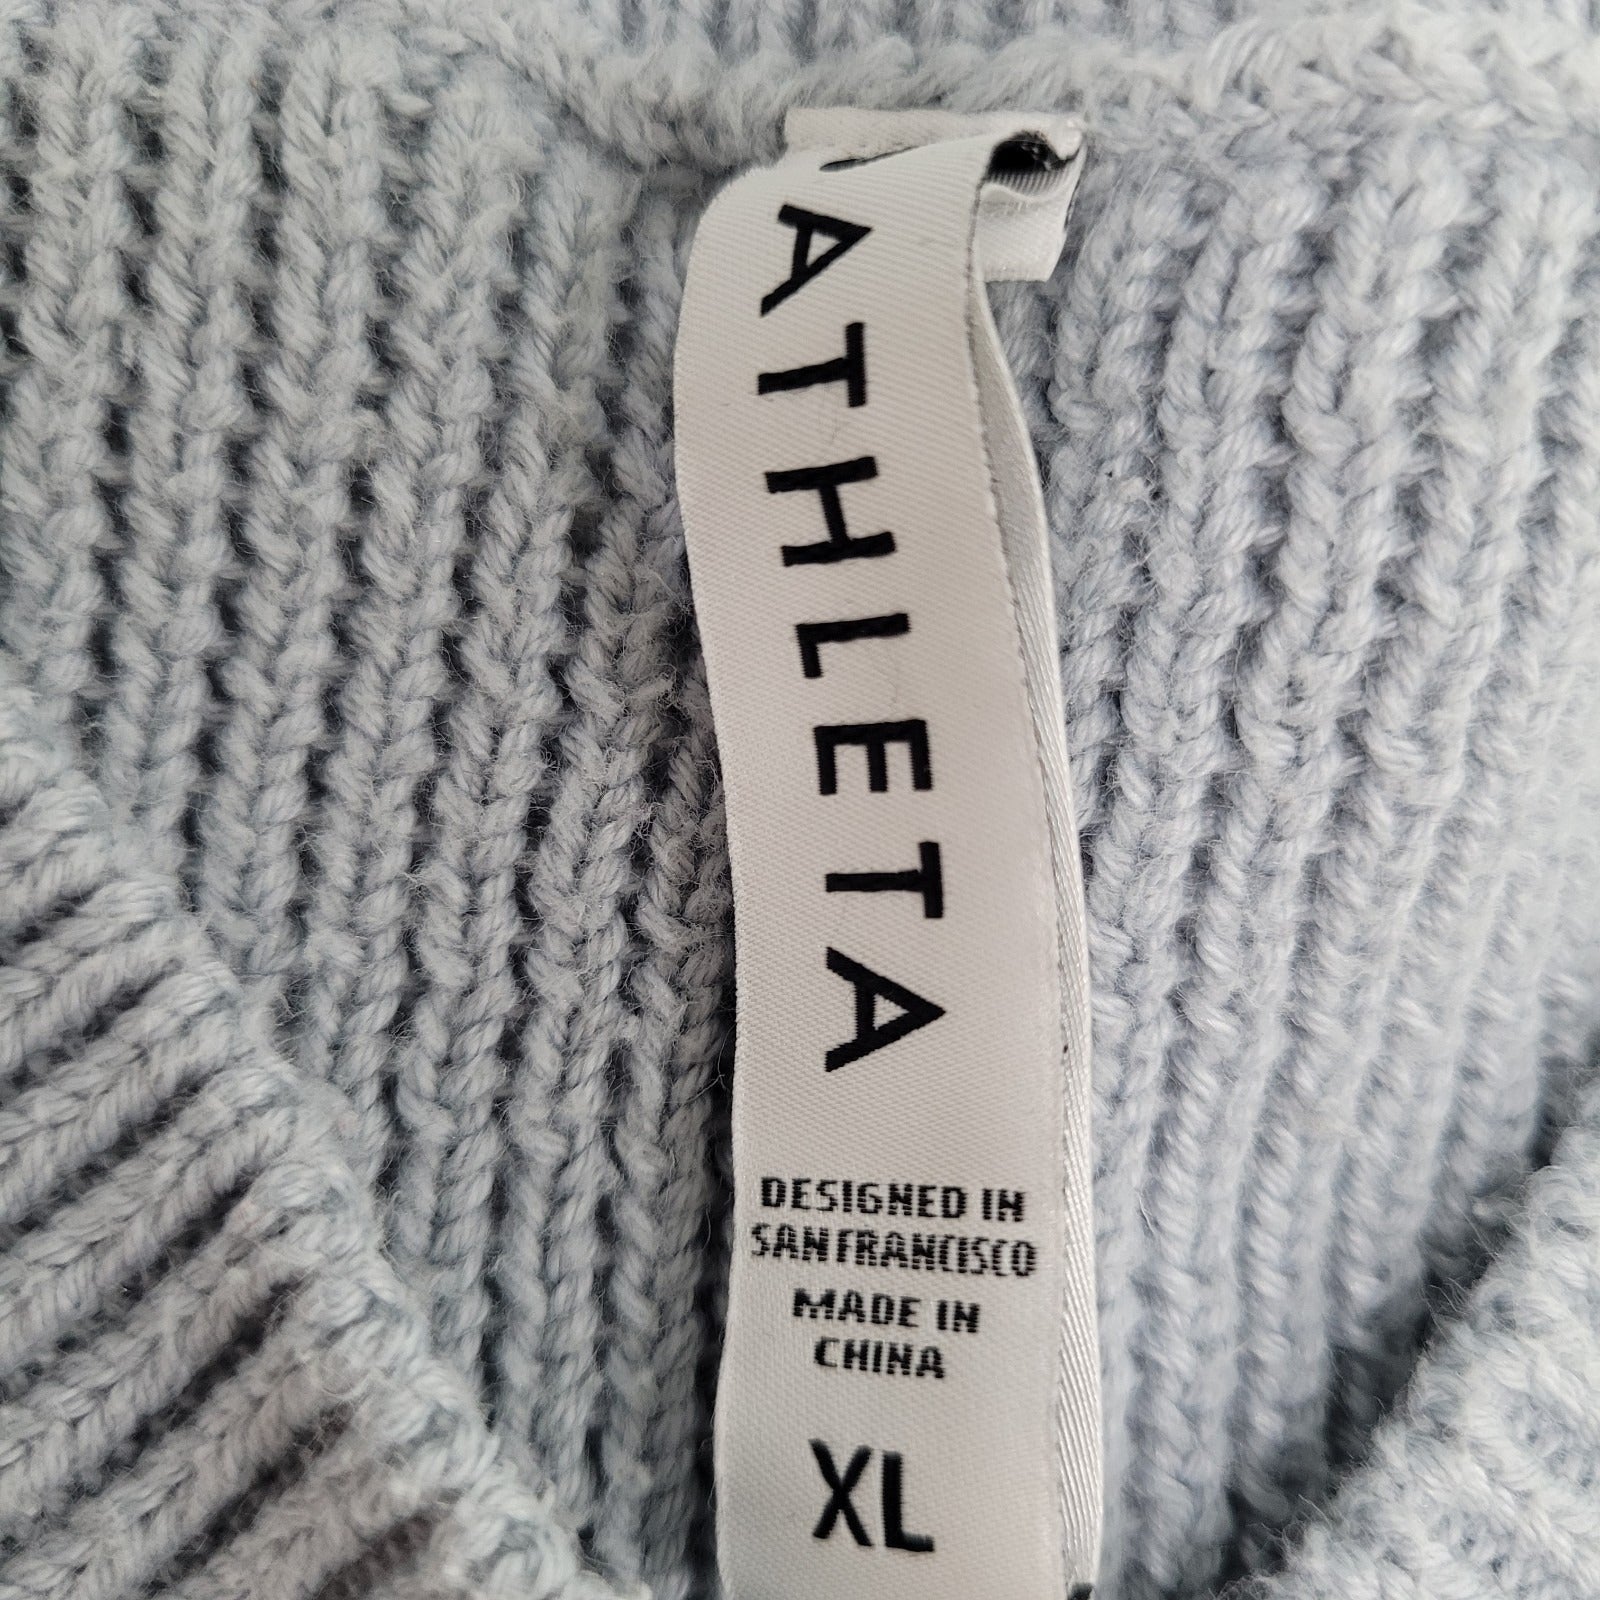 ATHLETA
DESIGNED IN
SAN FRANCISCO
MADE IN
CHINA
XL